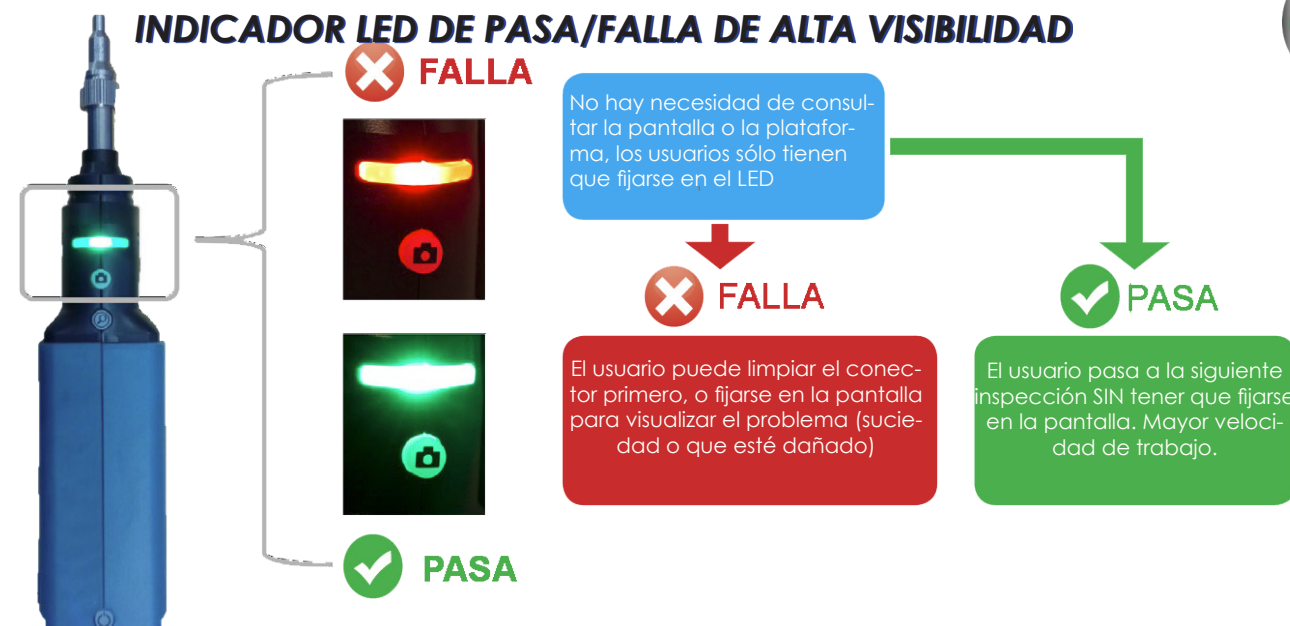 INDICADOR LED DE PASA/FALLA DE ALTA VISIBILIDAD
FALLA
No hay necesidad de consul-
tar la pantalla o la platafor-
ma, los usuarios sólo tienen
que fijarse en el LED
FALLA
PASA
El usuario puede limpiar el conec-
tor primero, o fijarse en la pantalla
para visualizar el problema (sucie-
dad o que esté dañado)
El usuario pasa a la siguiente
inspección SIN tener que fijarse
en la pantalla. Mayor veloci-
dad de trabajo.
PASA